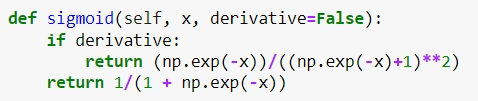 def sigmoid(self, x, derivative=False):
    if derivative:
        return (np.exp(-x))/((np.exp(-x)+1)**2)
    return 1/(1 + np.exp(-x))